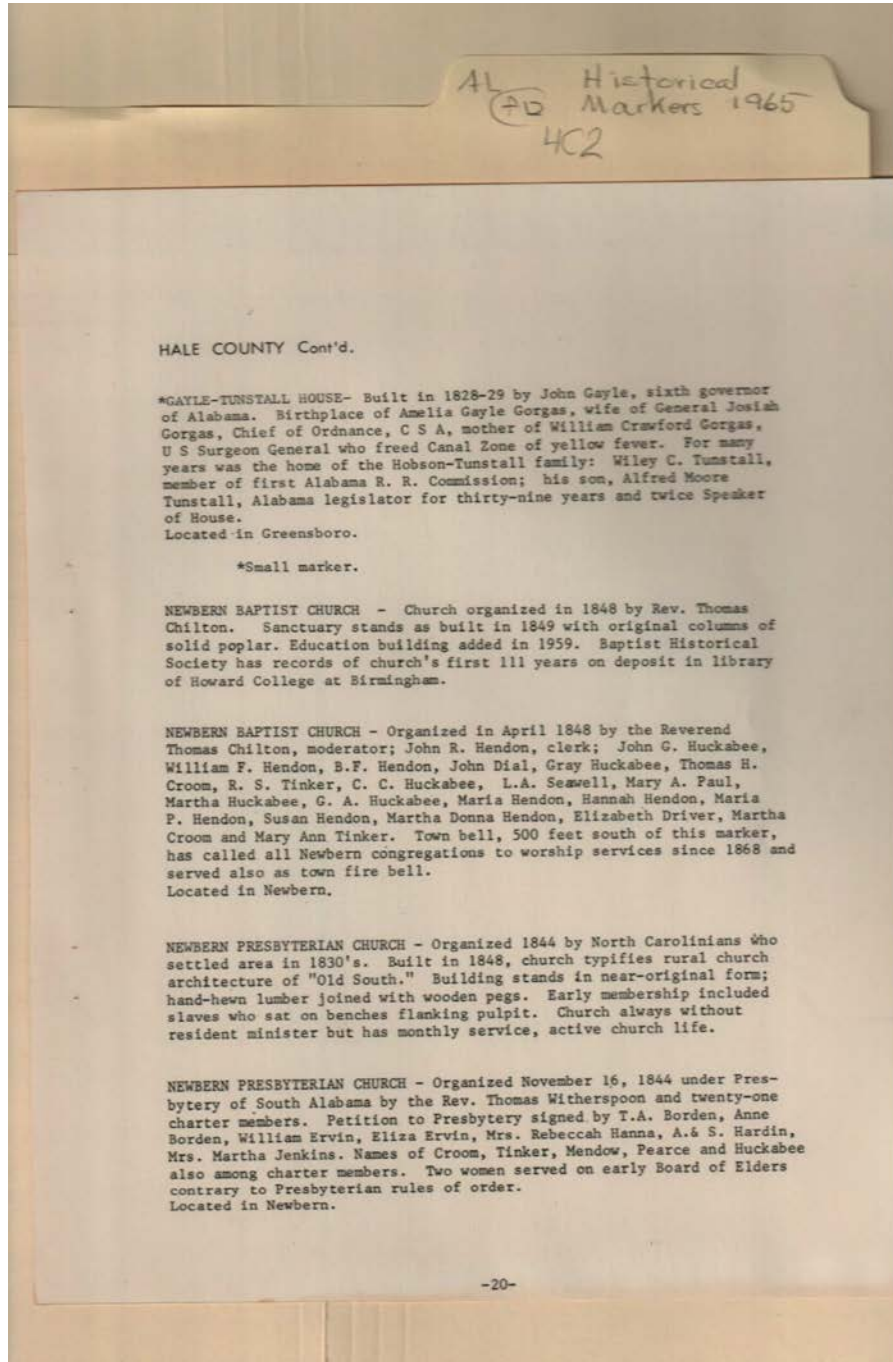 AL Historical
PD Markers 1965
4C2
HALE COUNTY Cont'd.
*GAYLE-TUNSTALL HOUSE- Built in 1828-29 by John Gayle, sixth governor
of Alabama. Birthplace of Amelia Gayle Gorgas, wife of General Josiah
Gorgas, Chief of Ordnance, C S A, mother of William Crawford Gorgas,
U S Surgeon General who freed Canal Zone of yellow fever. For many
years was the home of the Hobson-Tunstall family: Wiley C. Tunstall,
member of first Alabama R. R. Commission; his son, Alfred Moore
Tunstall, Alabama legislator for thirty-nine years and twice Speaker
of House.
Located in Greensboro.
*Small marker.
NEWBERN BAPTIST CHURCH - Church organized in 1848 by Rev. Thomas
Chilton. Sanctuary stands as built in 1849 with original columns of
solid poplar. Education building added in 1959. Baptist Historical
Society has records of church's first 111 years on deposit in library
of Howard College at Birmingham.
NEWBERN BAPTIST CHURCH - Organized in April 1848 by the Reverend
Thomas Chilton, moderator; John R. Hendon, clerk; John G. Huckabee,
William F. Hendon, B.F. Hendon, John Dial, Gray Huckabee, Thomas H.
Croom, R. S. Tinker, C. C. Huckabee, L.A. Seawell, Mary A. Paul,
Martha Huckabee, G. A. Huckabee, Maria Hendon, Hannah Hendon, Maria
P. Hendon, Susan Hendon, Martha Donna Hendon, Elizabeth Driver, Martha
Croom and Mary Ann Tinker. Town bell, 500 feet south of this marker,
has called all Newbern congregations to worship services since 1868 and
served also as town fire bell.
Located in Newbern.
NEWBERN PRESBYTERIAN CHURCH - Organized 1844 by North Carolinians who
settled area in 1830's. Built in 1848, church typifies rural church
architecture of "Old South." Building stands in near-original form;
hand-hewn lumber joined with wooden pegs. Early membership included
slaves who sat on benches flanking pulpit. Church always without
resident minister but has monthly service, active church life.
NEWBERN PRESBYTERIAN CHURCH - Organized November 16, 1844 under Pres-
bytery of South Alabama by the Rev. Thomas Witherspoon and twenty-one
charter members. Petition to Presbytery signed by T.A. Borden, Anne
Borden, William Ervin, Eliza Ervin, Mrs. Rebeccah Hanna, A.& S. Hardin,
Mrs. Martha Jenkins. Names of Croom, Tinker, Mendow, Pearce and Huckabee
also among charter members. Two women served on early Board of Elders
contrary to Presbyterian rules of order.
Located in Newbern.
-20-